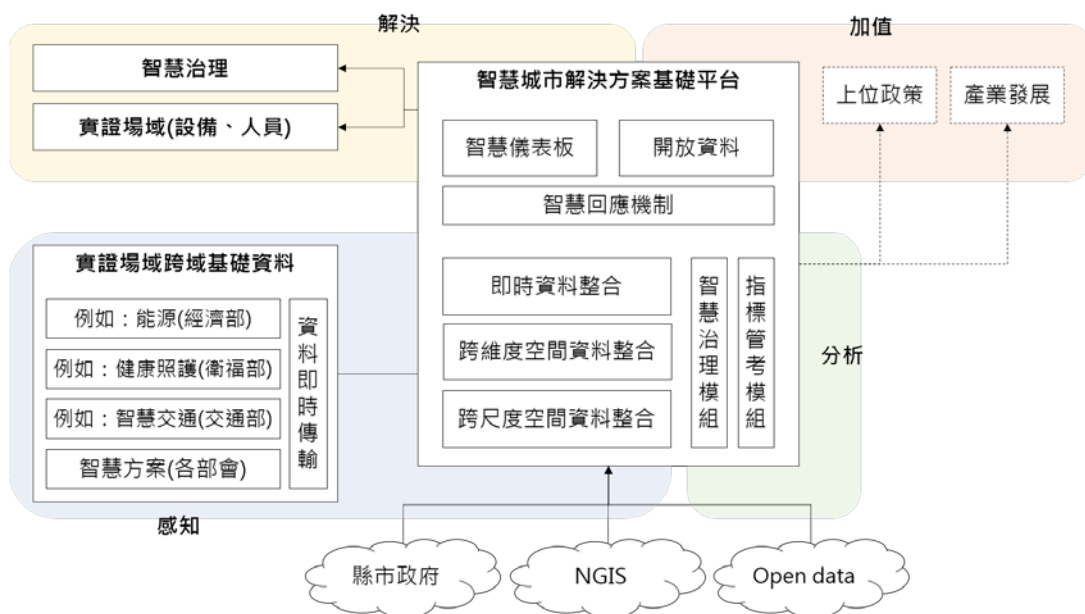 解決
加值
智慧治理
實證場域(設備、人員)
智慧城市解決方案基礎平台
智慧儀表板
開放資料
智慧回應機制
上位政策
產業發展
實證場域跨域基礎資料
例如：能源(經濟部)
例如：健康照護(衛福部)
例如：智慧交通(交通部)
智慧方案(各部會)
資料即時傳輸
即時資料整合
跨維度空間資料整合
跨尺度空間資料整合
智慧治理模組
指標管考模組
分析
感知
縣市政府
NGIS
Open data